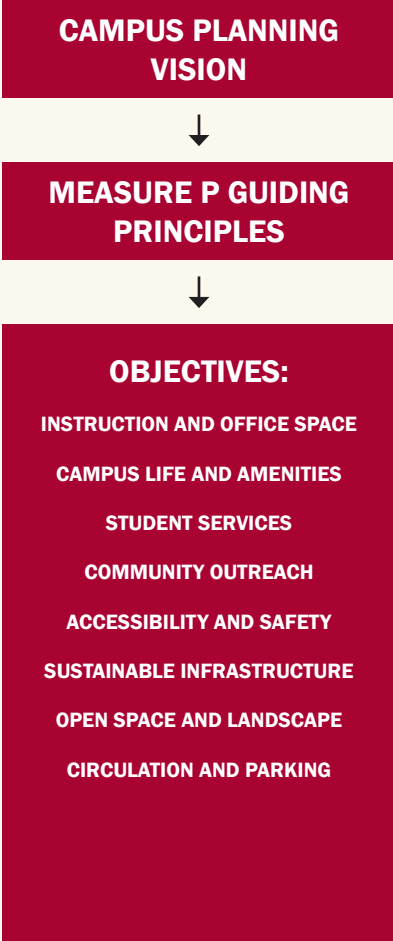 CAMPUS PLANNING
VISION
MEASURE P GUIDING
PRINCIPLES
OBJECTIVES:
INSTRUCTION AND OFFICE SPACE
CAMPUS LIFE AND AMENITIES
STUDENT SERVICES
COMMUNITY OUTREACH
ACCESSIBILITY AND SAFETY
SUSTAINABLE INFRASTRUCTURE
OPEN SPACE AND LANDSCAPE
CIRCULATION AND PARKING